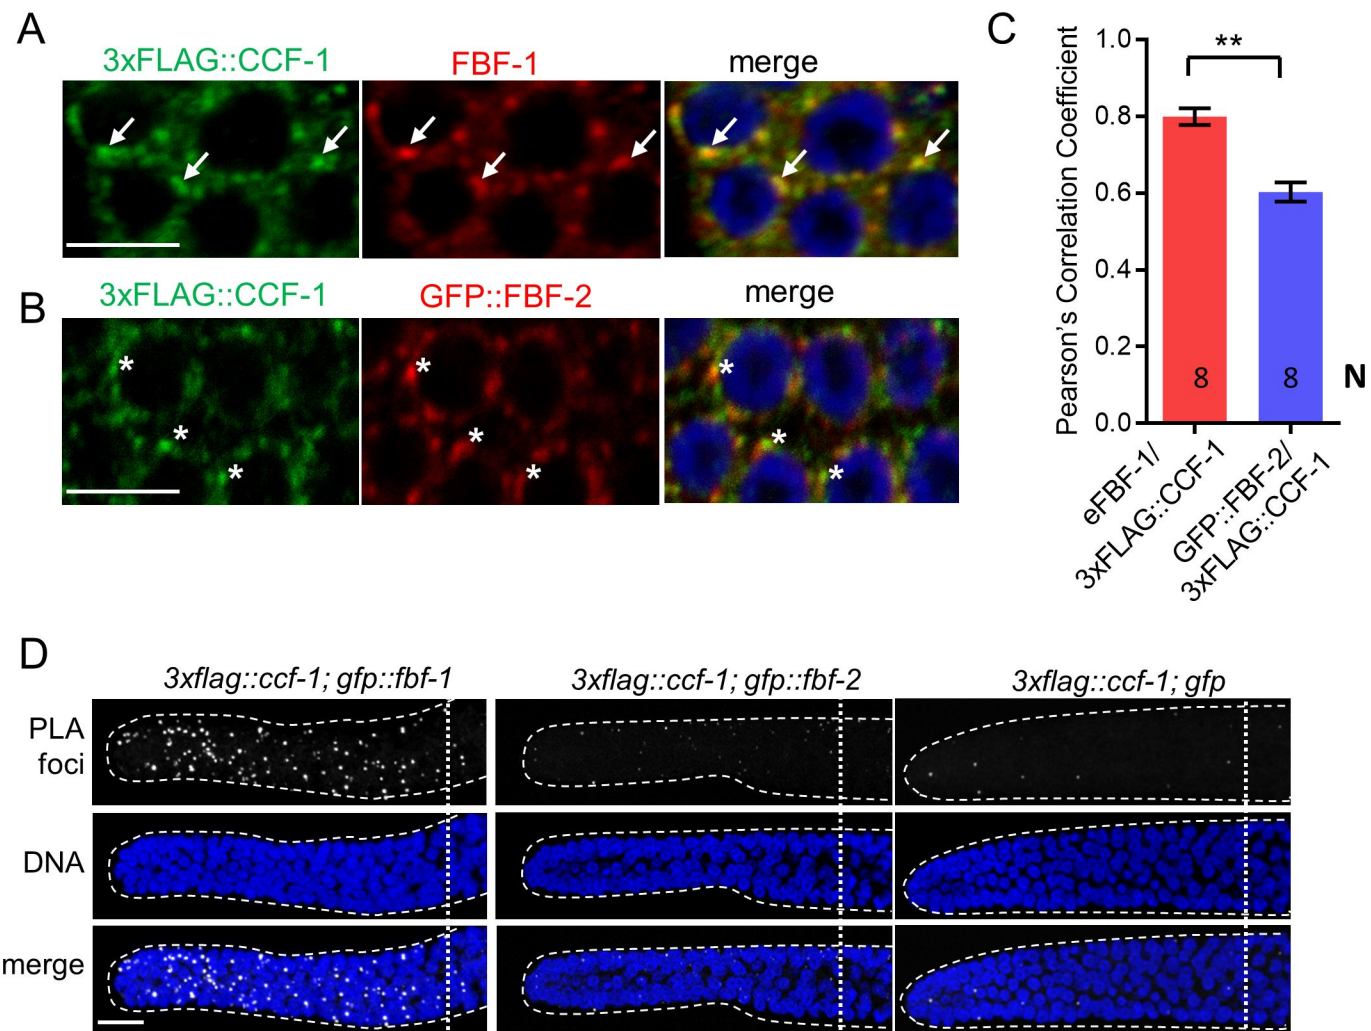 A
3xFLAG::CCF-1
FBF-1
merge
B
3xFLAG::CCF-1
GFP::FBF-2
merge
*
*
*
*
*
*
*
*
*
C
Pearson's Correlation Coefficient
1.0
0.8
0.6
0.4
0.2
0.0
**
8
8
N
eFBF-1/
3xFLAG::CCF-1
GFP::FBF-2/
3xFLAG::CCF-1
D
3xflag::ccf-1; gfp::fbf-1
3xflag::ccf-1; gfp::fbf-2
3xflag::ccf-1; gfp
PLA
foci
DNA
merge